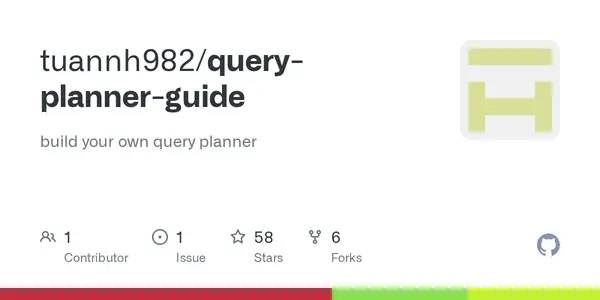 tuannh982/query-
planner-guide
build your own query planner
1
Contributor
1
Issue
58
Stars
6
Forks